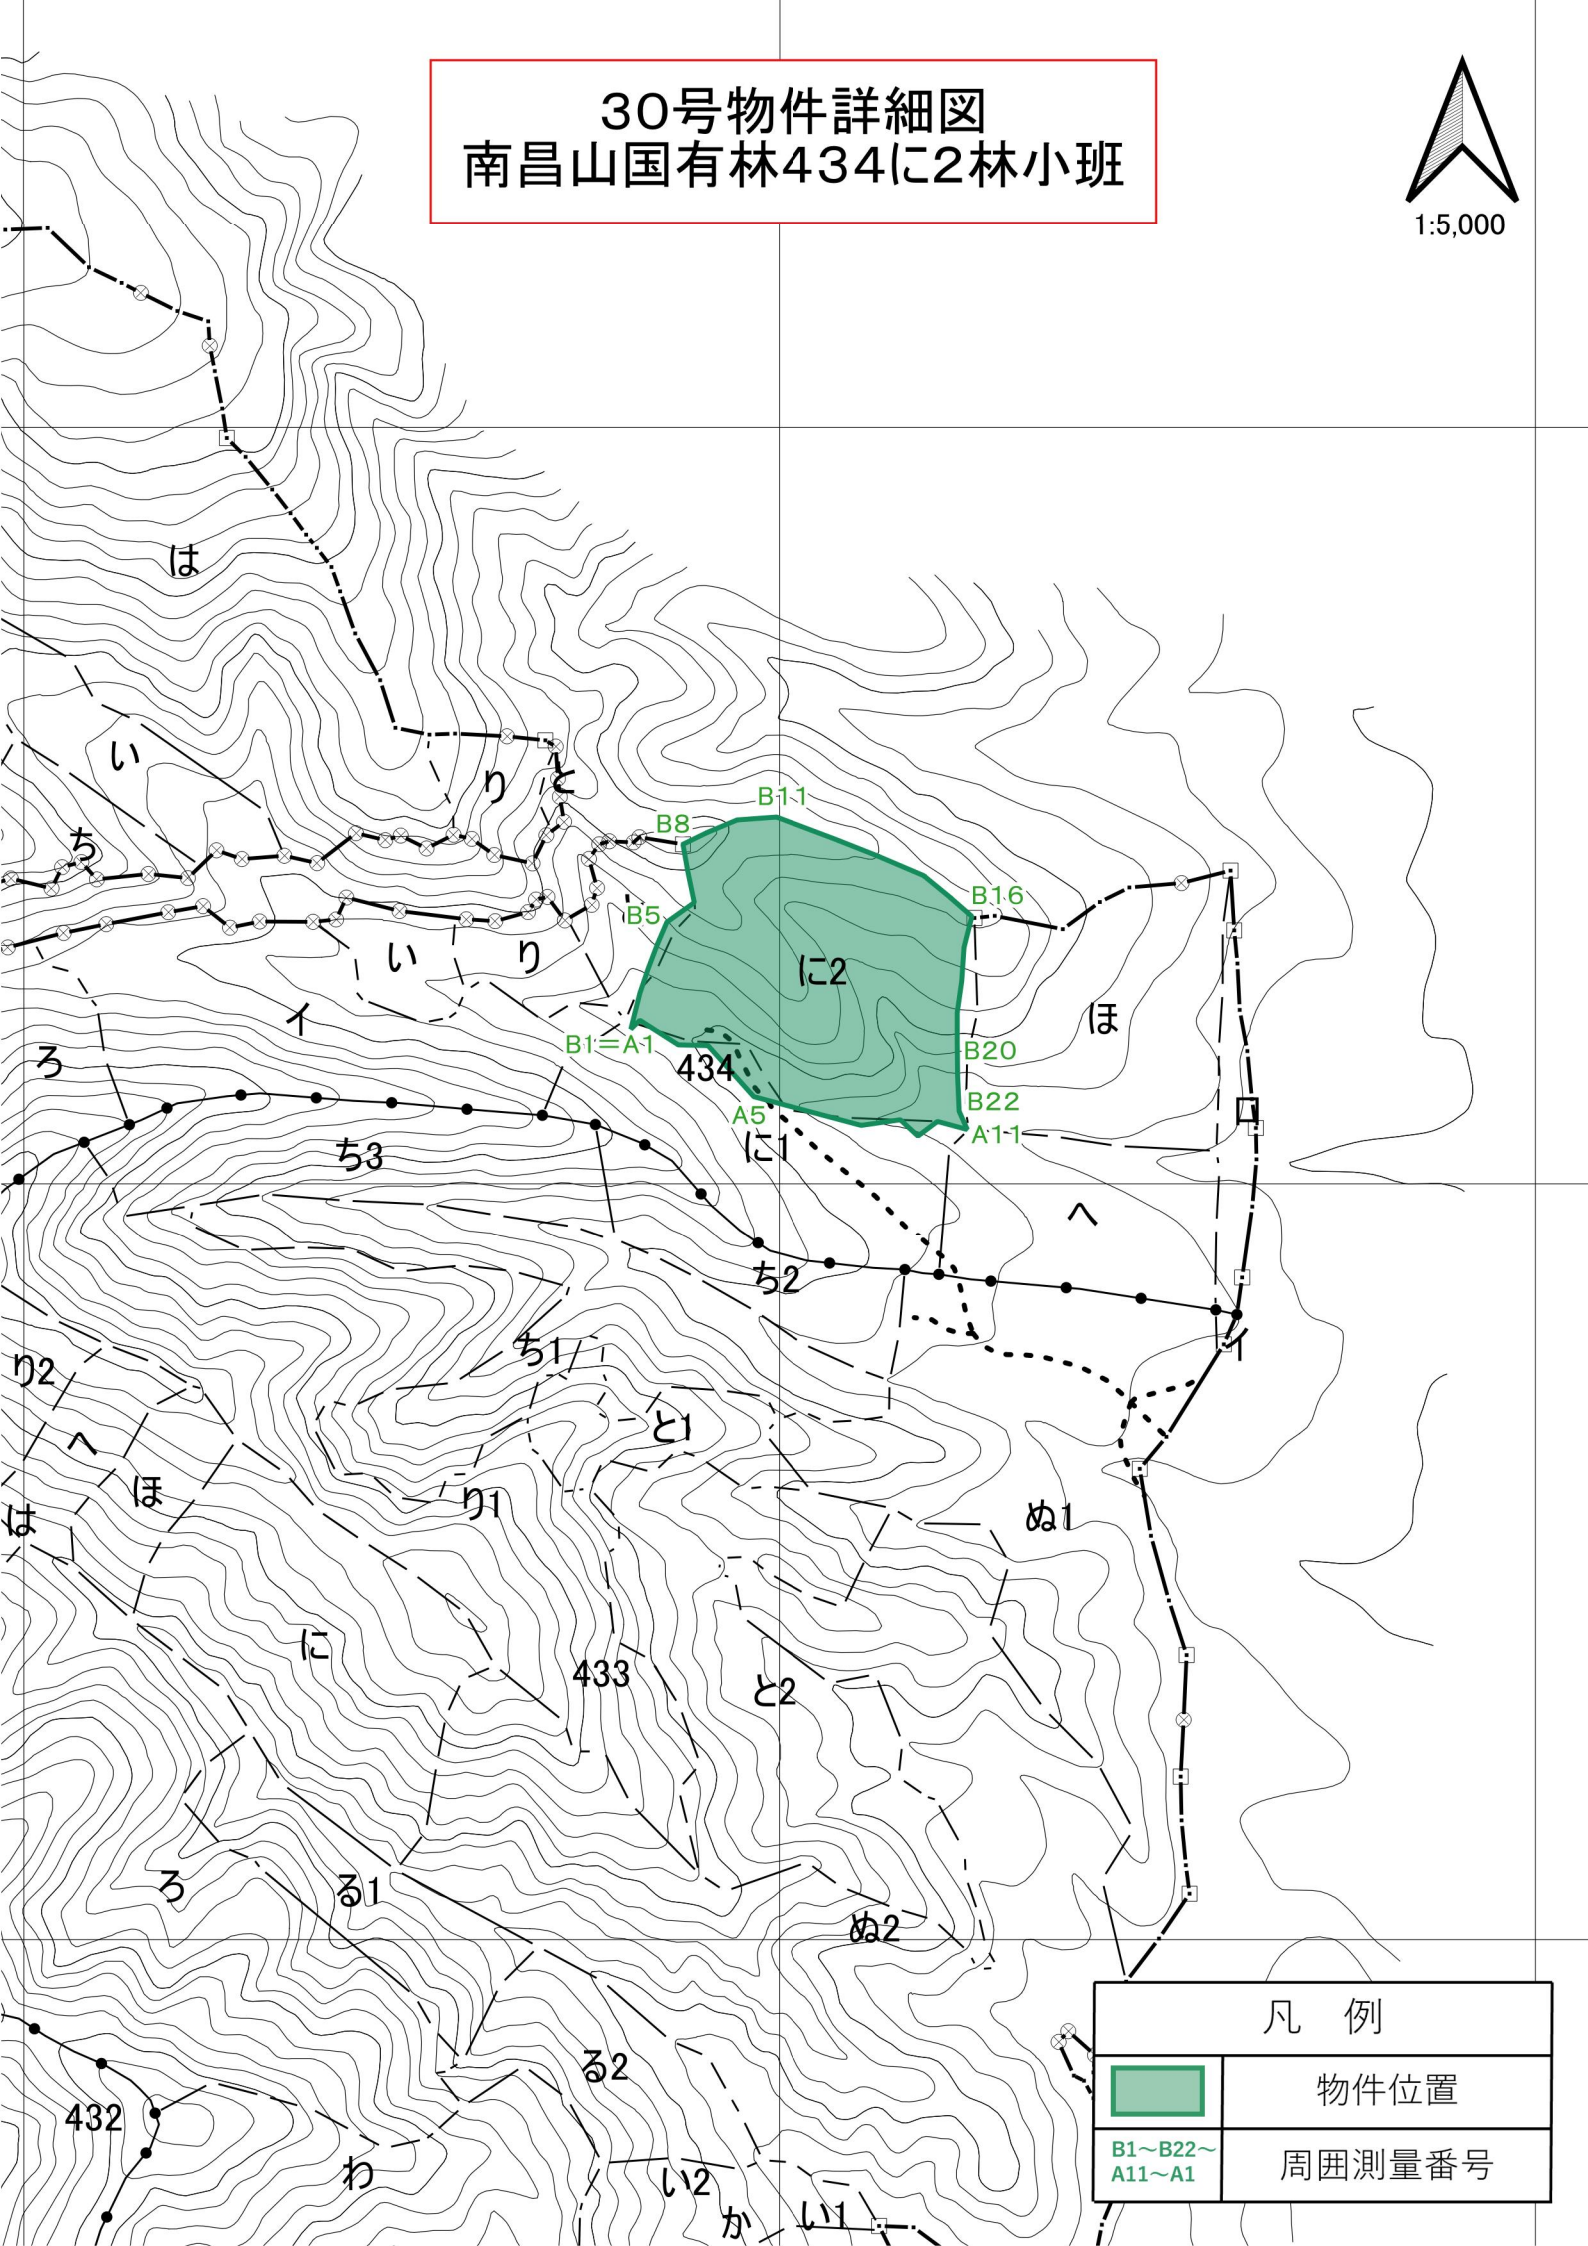 30号物件詳細図
南昌山国有林434に2林小班
1:5,000
は
い
り
と
ち
B11
B8
B16
B5
い
り
に2
イ
ほ
ろ
B1=A1
434
B20
A5
B22
A11
に1
ち3
へ
ち2
イ
ち1
り2
と1
へ
ほ
は
り1
ぬ1
に
433
と2
ろ
る1
ぬ2
る2
432
わ
い2
か
い1
凡 例
物件位置
B1~B22~
A11~A1
周囲測量番号